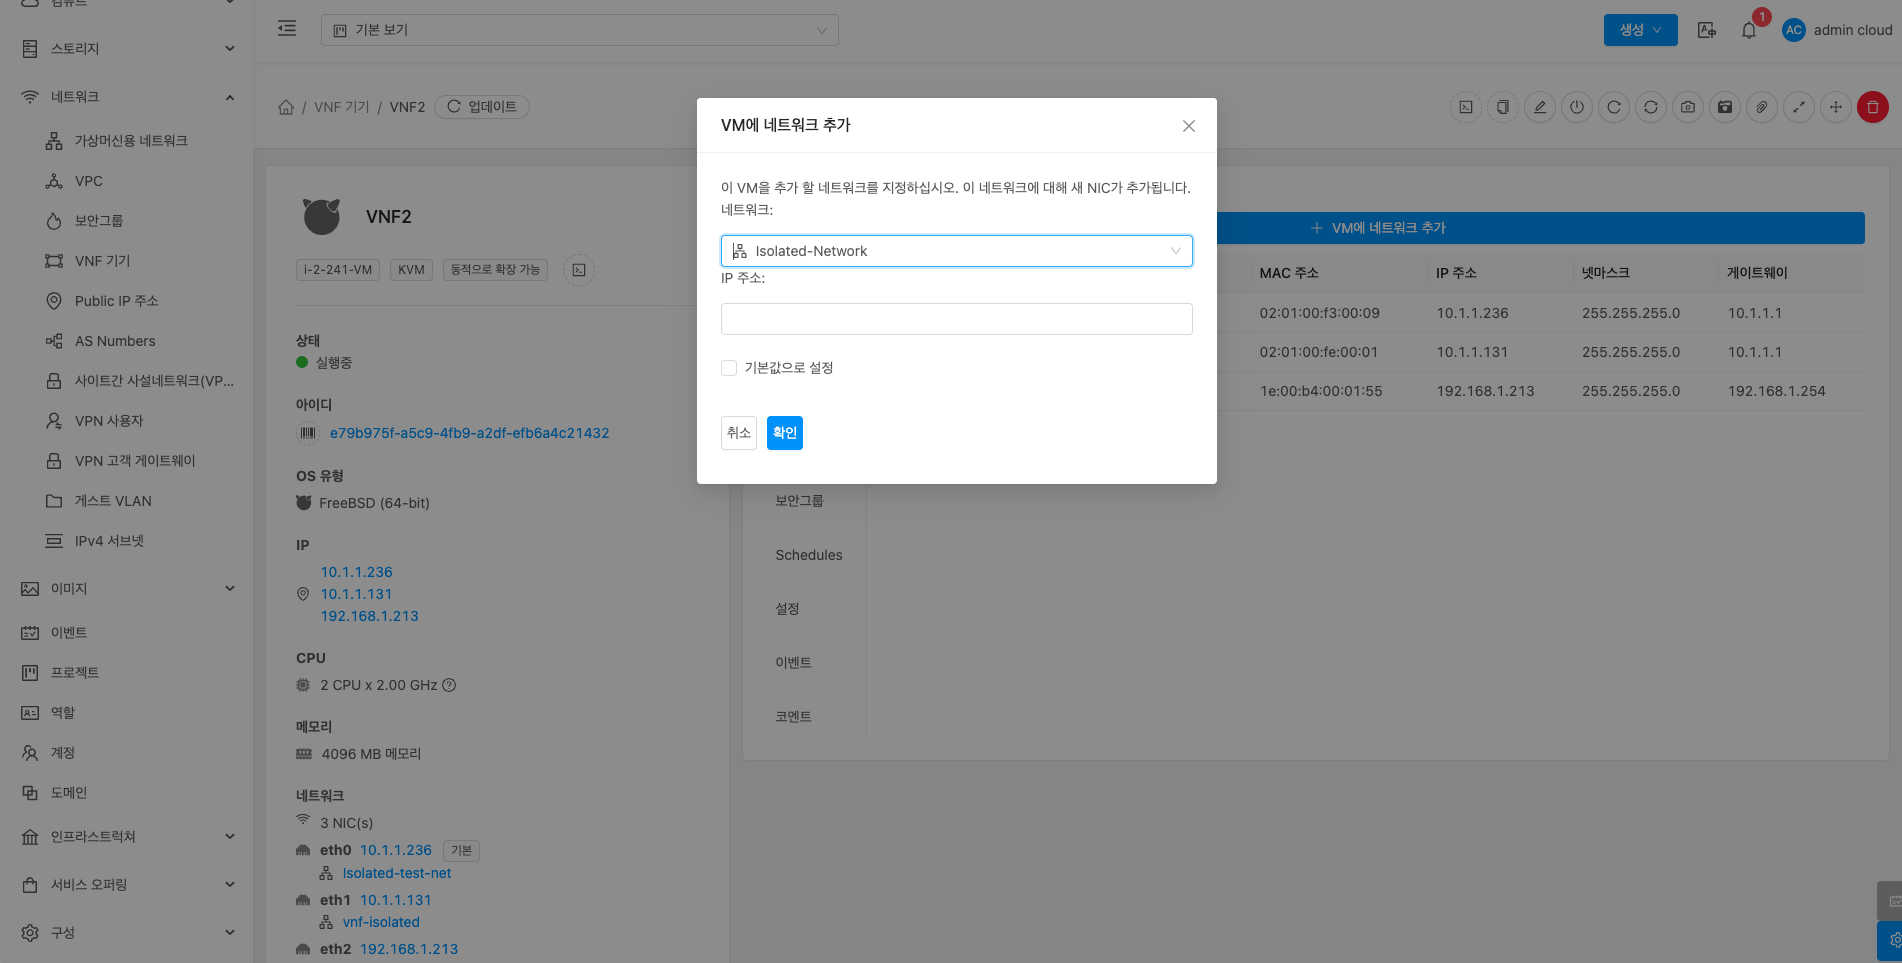 컴퓨트
스토리지
네트워크
가상머신용 네트워크
VPC
보안그룹
VNF 기기
Public IP 주소
AS Numbers
사이트간 사설네트워크(VP...
VPN 사용자
VPN 고객 게이트웨이
게스트 VLAN
IPv4 서브넷
이미지
이벤트
프로젝트
역할
계정
도메인
인프라스트럭쳐
서비스 오퍼링
구성
기본 보기
생성
1
AC admin cloud
/ VNF 기기 / VNF2 업데이트
VNF2
i-2-241-VM KVM 동적으로 확장 가능
상태
실행중
아이디
e79b975f-a5c9-4fb9-a2df-efb6a4c21432
OS 유형
FreeBSD (64-bit)
IP
10.1.1.236
10.1.1.131
192.168.1.213
CPU
2 CPU x 2.00 GHz
메모리
4096 MB 메모리
네트워크
3 NIC(s)
eth0 10.1.1.236 기본
Isolated-test-net
eth1 10.1.1.131
vnf-isolated
eth2 192.168.1.213
VM에 네트워크 추가
이 VM을 추가 할 네트워크를 지정하십시오. 이 네트워크에 대해 새 NIC가 추가됩니다.
네트워크:
Isolated-Network
IP 주소:
기본값으로 설정
취소 확인
VM에 네트워크 추가
MAC 주소 IP 주소 넷마스크 게이트웨이
02:01:00:f3:00:09 10.1.1.236 255.255.255.0 10.1.1.1
02:01:00:fe:00:01 10.1.1.131 255.255.255.0 10.1.1.1
1e:00:b4:00:01:55 192.168.1.213 255.255.255.0 192.168.1.254
보안그룹
Schedules
설정
이벤트
코멘트